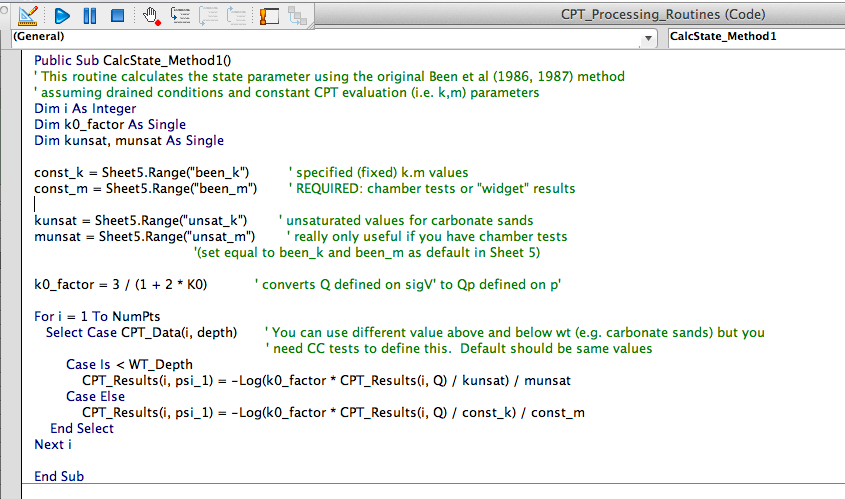 CPT_Processing_Routines (Code)
(General)
CalcState_Method1
Public Sub CalcState_Method1()
' This routine calculates the state parameter using the original Been et al (1986, 1987) method
' assuming drained conditions and constant CPT evaluation (i.e. k,m) parameters
Dim i As Integer
Dim k0_factor As Single
Dim kunsat, munsat As Single
const_k = Sheet5.Range("been_k") ' specified (fixed) k.m values
const_m = Sheet5.Range("been_m") ' REQUIRED: chamber tests or "widget" results
kunsat = Sheet5.Range("unsat_k") ' unsaturated values for carbonate sands
munsat = Sheet5.Range("unsat_m") ' really only useful if you have chamber tests
'(set equal to been_k and been_m as default in Sheet 5)
k0_factor = 3 / (1 + 2 * K0) ' converts Q defined on sigV' to Qp defined on p'
For i = 1 To NumPts
Select Case CPT_Data(i, depth) ' You can use different value above and below wt (e.g. carbonate sands) but you
' need CC tests to define this. Default should be same values
Case Is < WT_Depth
CPT_Results(i, psi_1) = -Log(k0_factor * CPT_Results(i, Q) / kunsat) / munsat
Case Else
CPT_Results(i, psi_1) = -Log(k0_factor * CPT_Results(i, Q) / const_k) / const_m
End Select
Next i
End Sub